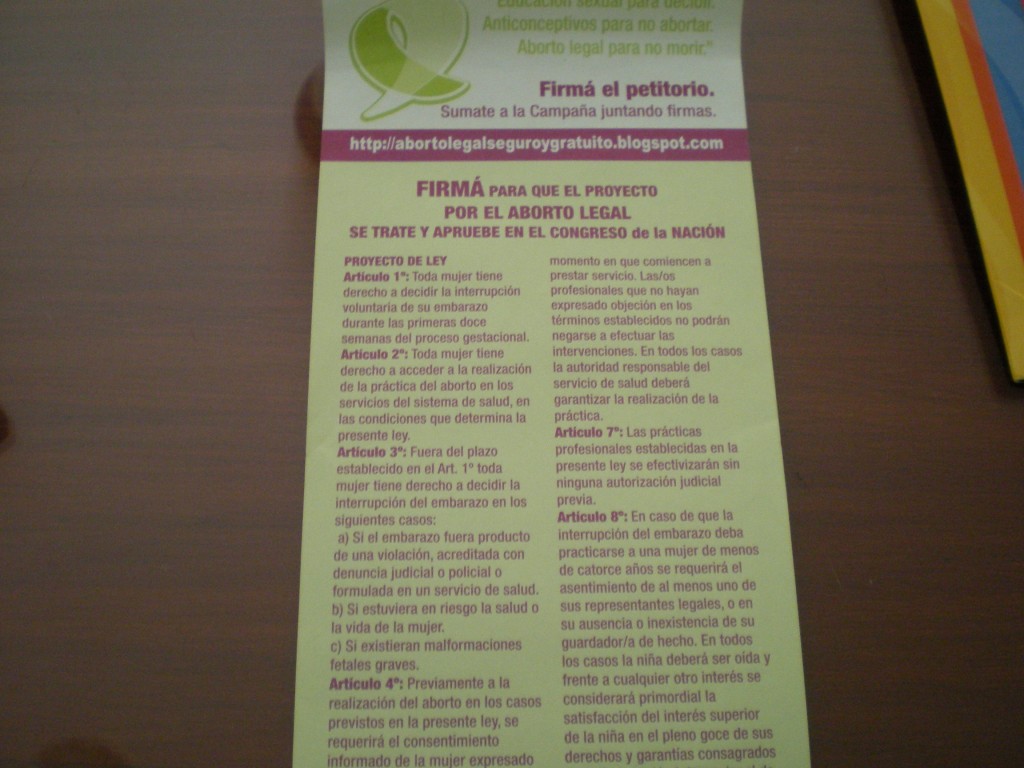 Educación sexual para decidir.
Anticonceptivos para no abortar.
Aborto legal para no morir."
Firmá el petitorio.
Sumate a la Campaña juntando firmas.
http://abortolegalseguroygratuito.blogspot.com
FIRMÁ PARA QUE EL PROYECTO
POR EL ABORTO LEGAL
SE TRATE Y APRUEBE EN EL CONGRESO de la NACIÓN
PROYECTO DE LEY
Artículo 1º: Toda mujer tiene
derecho a decidir la interrupción
voluntaria de su embarazo
durante las primeras doce
semanas del proceso gestacional.
Artículo 2º: Toda mujer tiene
derecho a acceder a la realización
de la práctica del aborto en los
servicios del sistema de salud, en
las condiciones que determina la
presente ley.
Artículo 3º: Fuera del plazo
establecido en el Art. 1º toda
mujer tiene derecho a decidir la
interrupción del embarazo en los
siguientes casos:
a) Si el embarazo fuera producto
de una violación, acreditada con
denuncia judicial o policial o
formulada en un servicio de salud.
b) Si estuviera en riesgo la salud o
la vida de la mujer.
c) Si existieran malformaciones
fetales graves.
Artículo 4º: Previamente a la
realización del aborto en los casos
previstos en la presente ley, se
requerirá el consentimiento
informado de la mujer expresado
momento en que comiencen a
prestar servicio. Las/os
profesionales que no hayan
expresado objeción en los
términos establecidos no podrán
negarse a efectuar las
intervenciones. En todos los casos
la autoridad responsable del
servicio de salud deberá
garantizar la realización de la
práctica.
Artículo 7º: Las prácticas
profesionales establecidas en la
presente ley se efectivizarán sin
ninguna autorización judicial
previa.
Artículo 8º: En caso de que la
interrupción del embarazo deba
practicarse a una mujer de menos
de catorce años se requerirá el
asentimiento de al menos uno de
sus representantes legales, o en
su ausencia o inexistencia de su
guardador/a de hecho. En todos
los casos la niña deberá ser oída y
frente a cualquier otro interés se
considerará primordial la
satisfacción del interés superior
de la niña en el pleno goce de sus
derechos y garantías consagrados